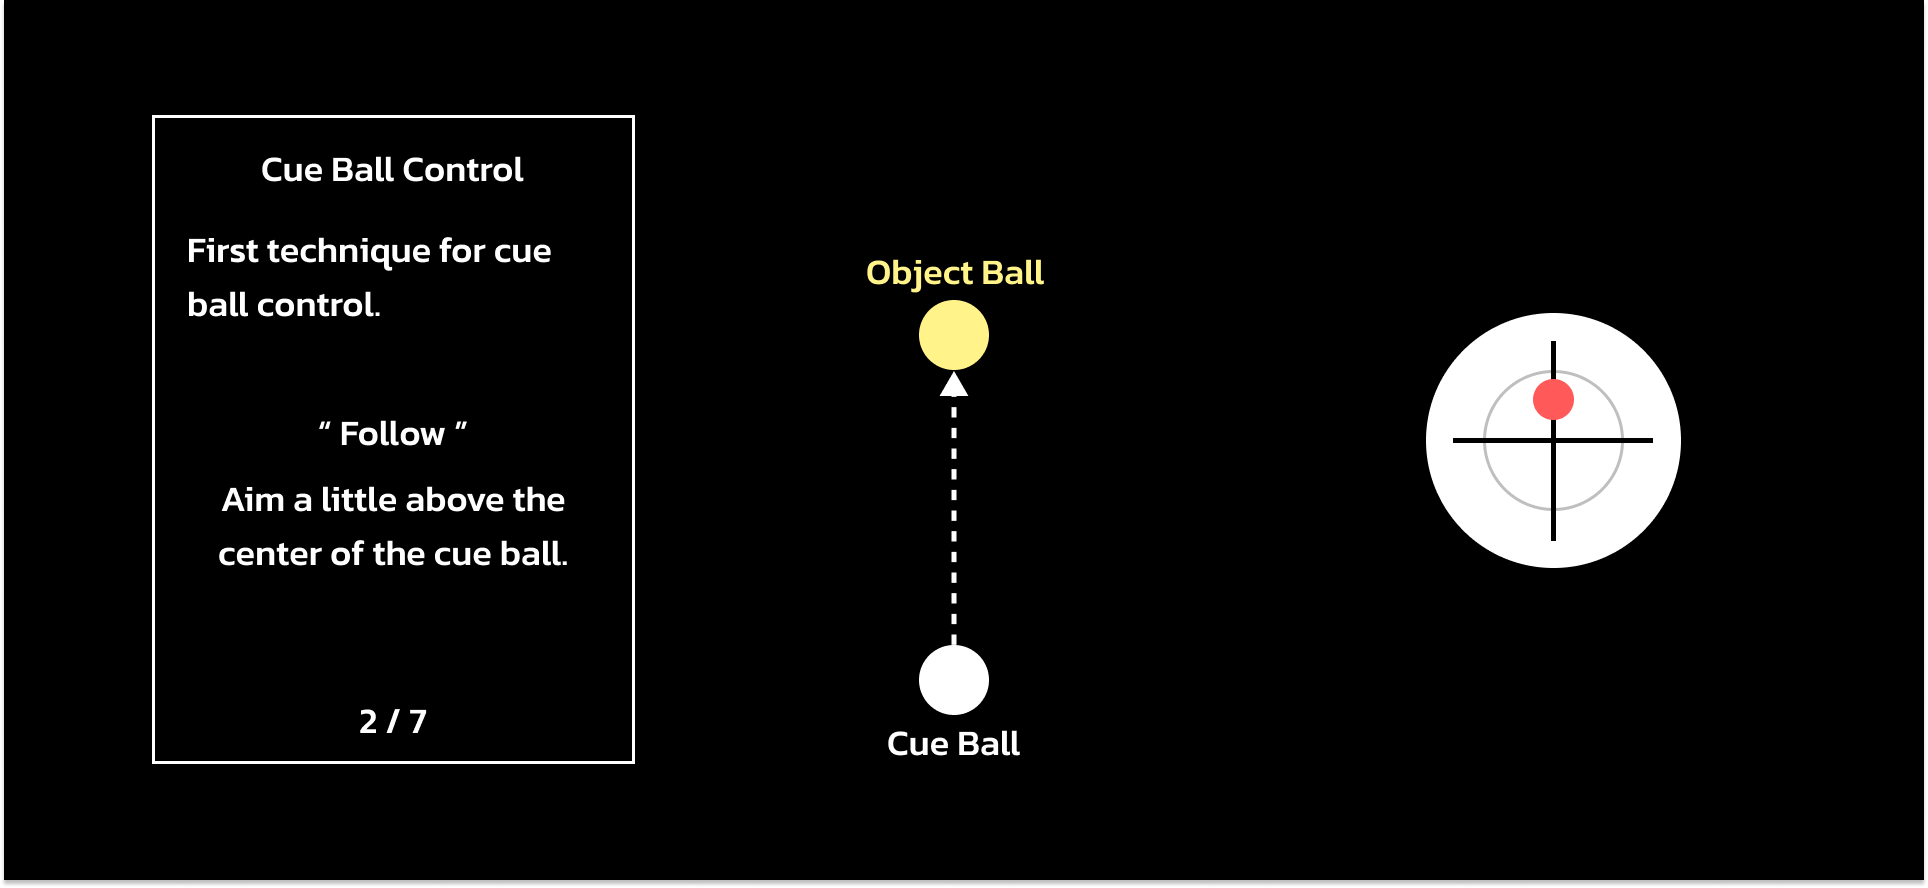 Cue Ball Control
First technique for cue
ball control.
“ Follow ”
Aim a little above the
center of the cue ball.
2 / 7
Object Ball
Cue Ball